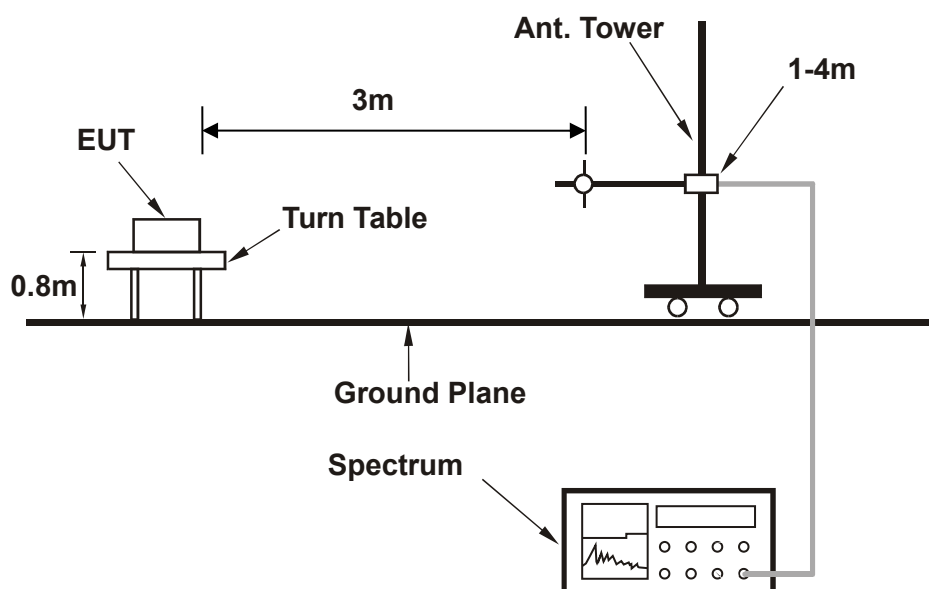 Ant. Tower
1-4m
3m
EUT
Turn Table
0.8m
Ground Plane
Spectrum